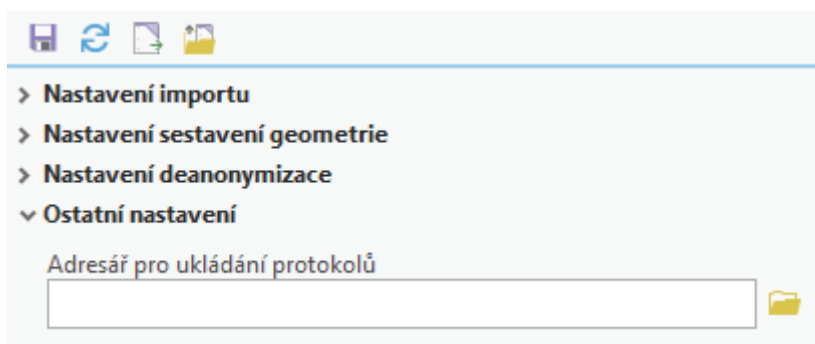 Nastavení importu
Nastavení sestavení geometrie
Nastavení deanonymizace
Ostatní nastavení
Adresář pro ukládání protokolů